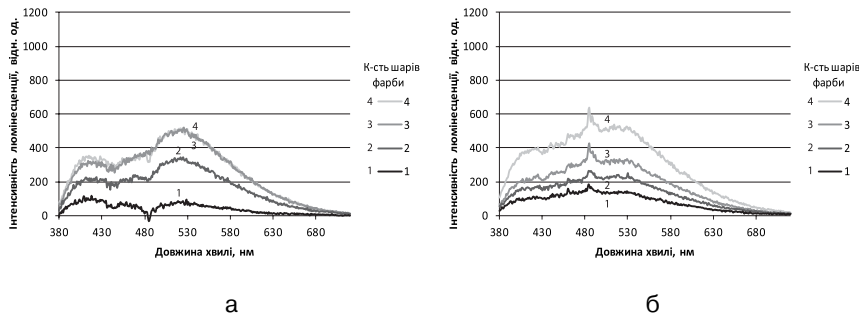 Інтенсивність люмінесценції, відн. од.
1200
1000
800
600
400
200
0
380 430 480 530 580 630 680
Довжина хвилі, нм
4
3
2
1
К-сть шарів
фарби
4 4
3 3
2 2
1 1
а
Інтенсивність люмінесценції, відн. од.
1200
1000
800
600
400
200
0
380 430 480 530 580 630 680
Довжина хвилі, нм
4
3
2
1
К-сть шарів
фарби
4 4
3 3
2 2
1 1
б